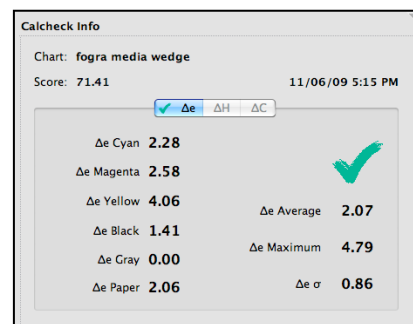 Calcheck Info
Chart: fogra media wedge
Score: 71.41 11/06/09 5:15 PM
Δe ΔH ΔC
Δe Cyan 2.28
Δe Magenta 2.58
Δe Yellow 4.06
Δe Black 1.41
Δe Gray 0.00
Δe Paper 2.06
Δe Average 2.07
Δe Maximum 4.79
Δe σ 0.86